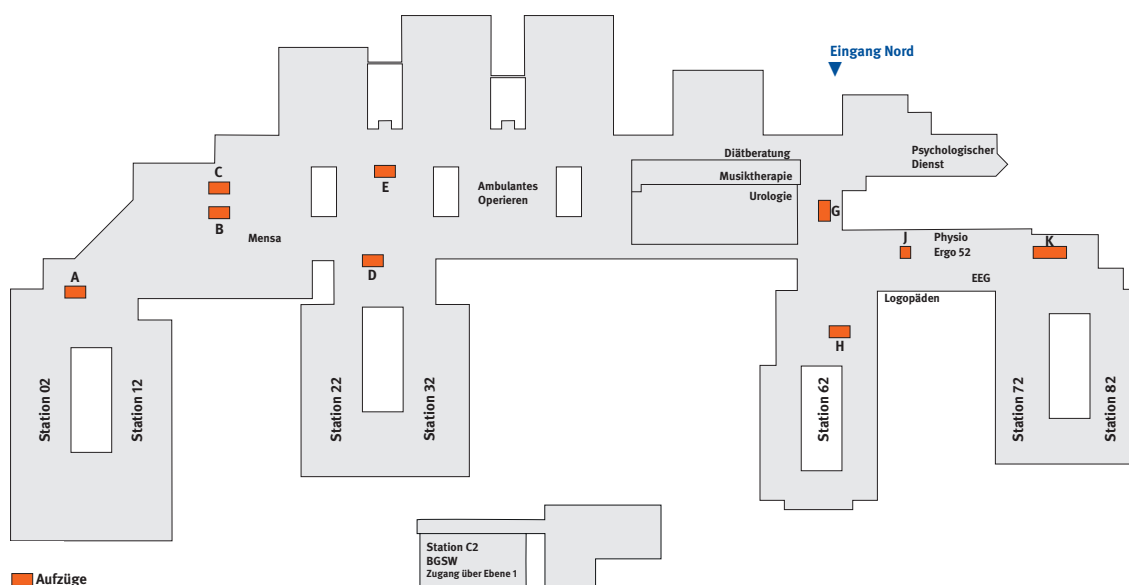 Eingang Nord
Diätberatung
Musiktherapie
Urologie
Psychologischer
Dienst
C
B
E
Ambulantes
Operieren
Mensa
A
D
G
J
Physio
Ergo 52
K
EEG
Logopäden
H
Station 02
Station 12
Station 22
Station 32
Station 62
Station 72
Station 82
Station C2
BGSW
Zugang über Ebene 1
Aufzüge